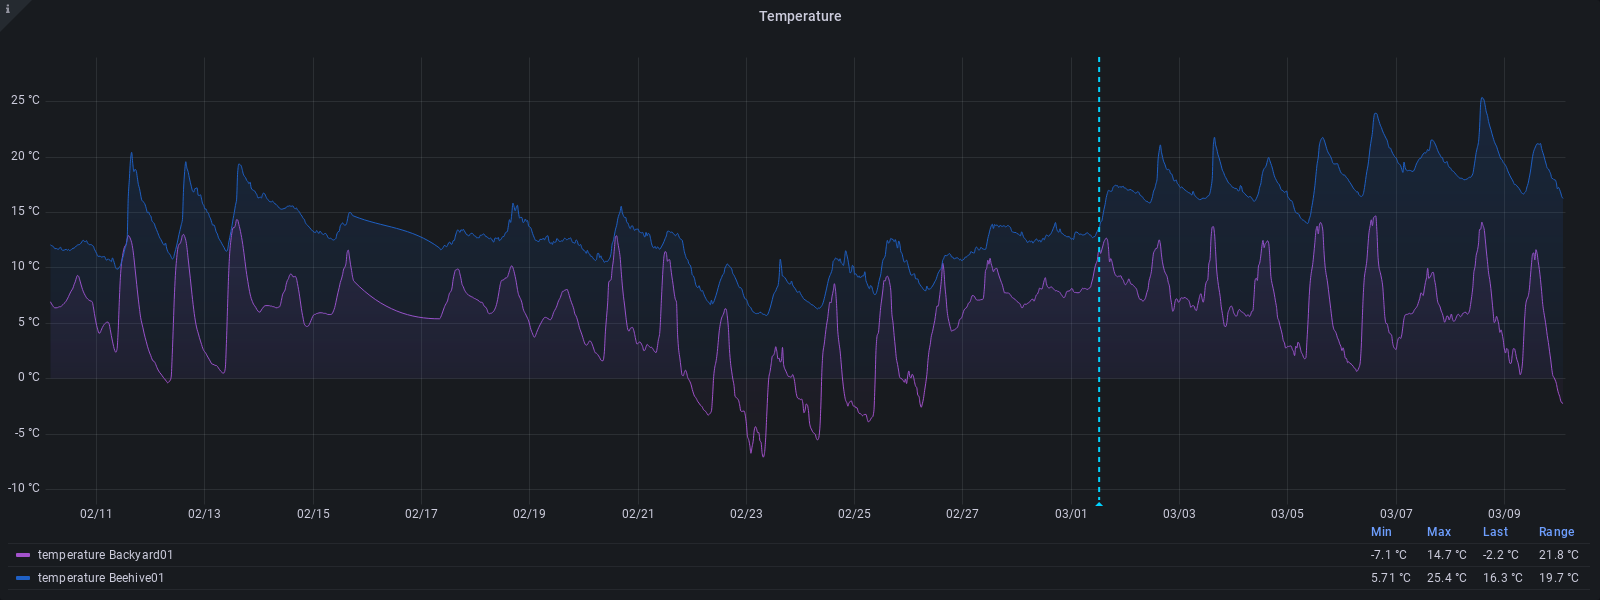 i
Temperature
25 °C
20 °C
15 °C
10 °C
5 °C
0 °C
-5 °C
-10 °C
02/11 02/13 02/15 02/17 02/19 02/21 02/23 02/25 02/27 03/01 03/03 03/05 03/07 03/09
Min Max Last Range
temperature Backyard01 -7.1 °C 14.7 °C -2.2 °C 21.8 °C
temperature Beehive01 5.71 °C 25.4 °C 16.3 °C 19.7 °C